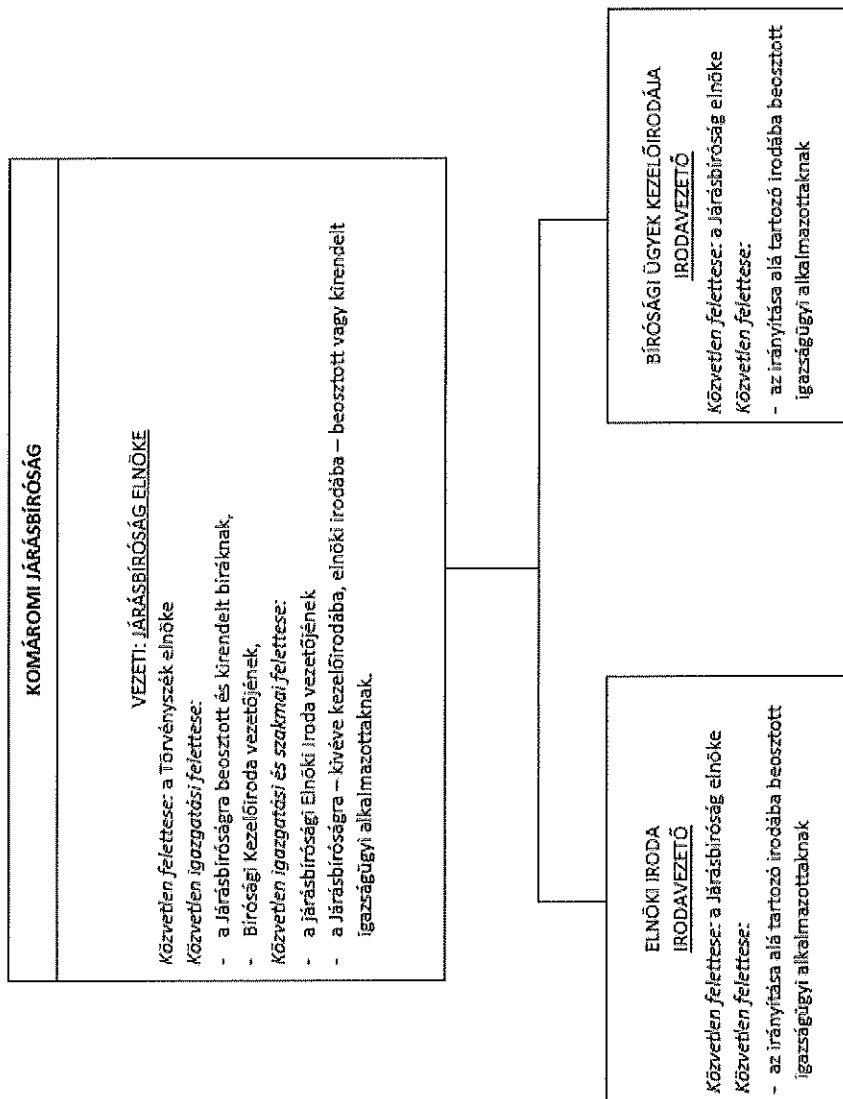 KOMÁROMI JÁRÁSBÍRÓSÁG
VEZETI: JÁRÁSBÍRÓSÁG ELNÖKE
Közvetlen felettese: a Törvényszék elnöke
Közvetlen igazgatási felettese:
- a Járásbíróságra beosztott és kirendelt bíráknak,
- Bírósági Kezelőiroda vezetőjének,
Közvetlen igazgatási és szakmai felettese:
- a járásbírósági Elnöki Iroda vezetőjének
- a Járásbíróságra – kivéve kezelőirodába, elnöki irodába – beosztott vagy kirendelt
igazságügyi alkalmazottaknak.
ELNÖKI IRODA
IRODAVEZETŐ
Közvetlen felettese: a Járásbíróság elnöke
Közvetlen felettese:
- az irányítása alá tartozó irodába beosztott
igazságügyi alkalmazottaknak
BÍRÓSÁGI ÜGYEK KEZELŐIRODÁJA
IRODAVEZETŐ
Közvetlen felettese: a Járásbíróság elnöke
Közvetlen felettese:
- az irányítása alá tartozó irodába beosztott
igazságügyi alkalmazottaknak